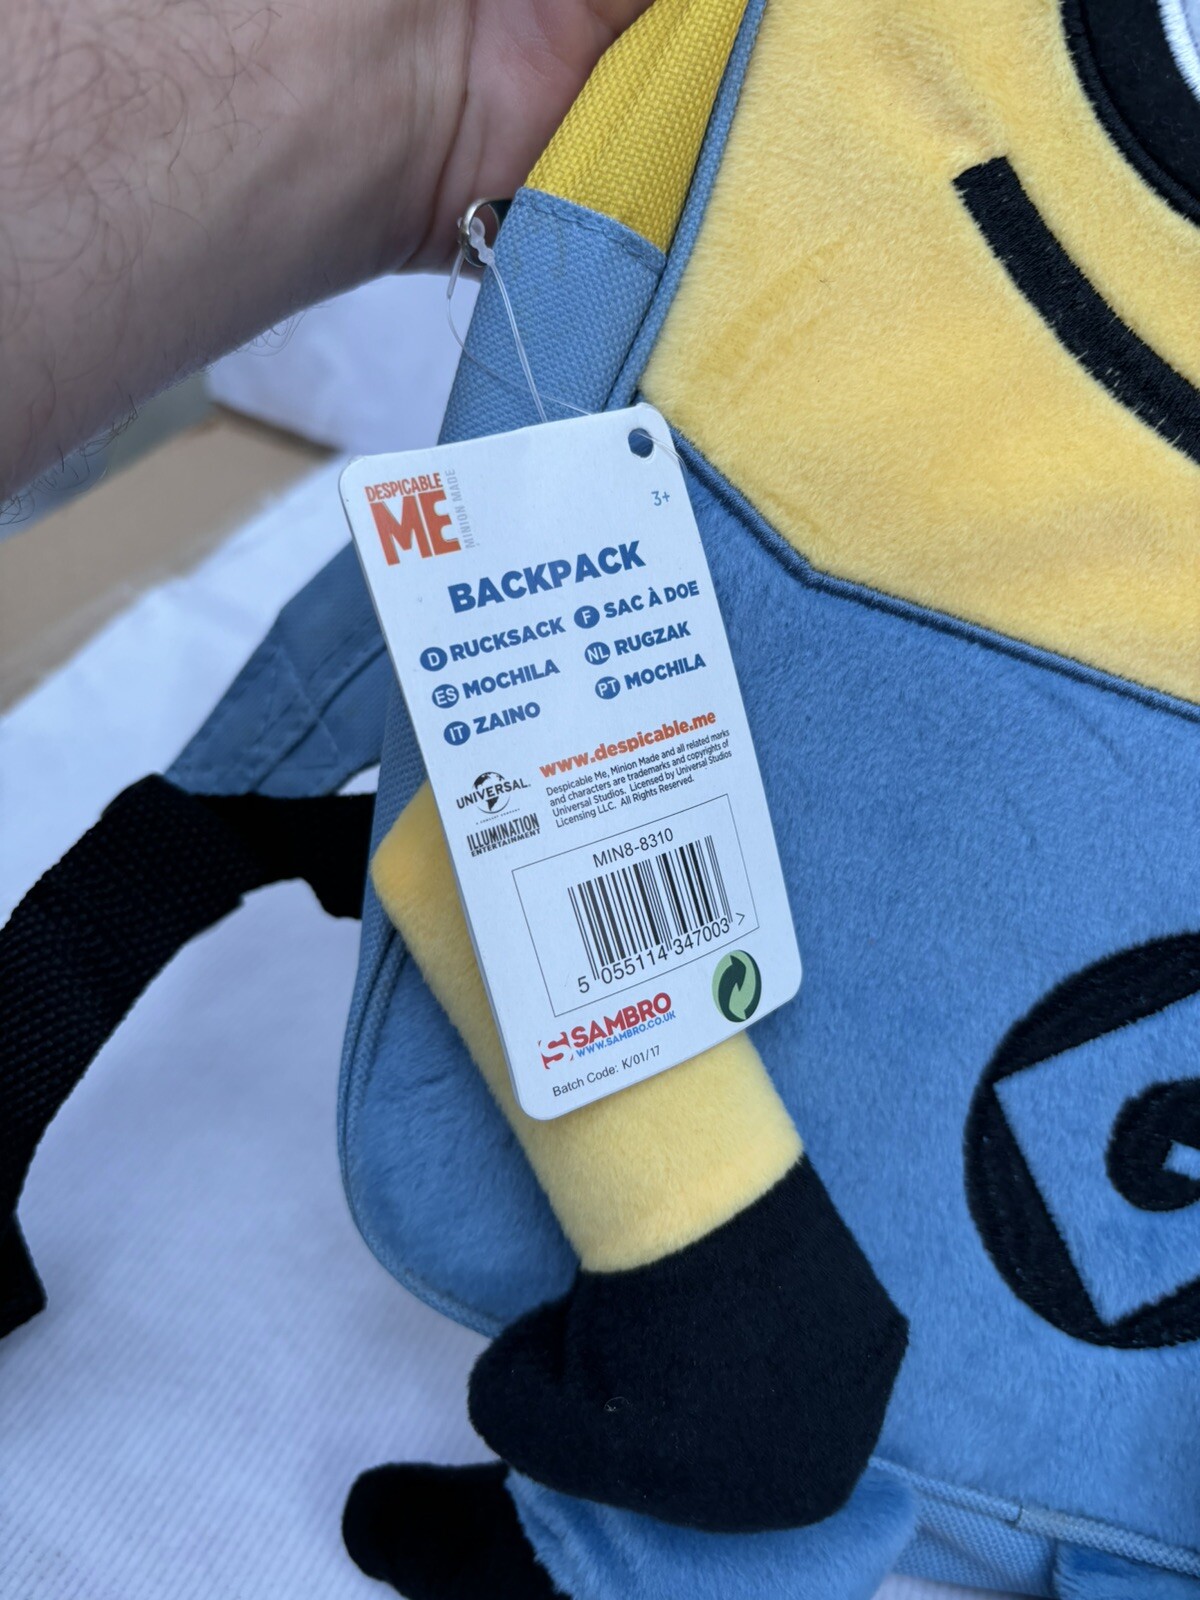 DESPICABLE
ME
MINION MADE
3+
BACKPACK
D RUCKSACK
F SAC À DOE
ES MOCHILA
NL RUGZAK
IT ZAINO
PT MOCHILA
www.despicable.me
Despicable Me, Minion Made and all related marks
and characters are trademarks and copyrights of
Universal Studios. Licensed by Universal Studios
Licensing LLC. All Rights Reserved.
UNIVERSAL
ILLUMINATION
ENTERTAINMENT
MIN8-8310
5 055114 347003 >
SAMBRO
WWW.SAMBRO.CO.UK
Batch Code: K/01/17